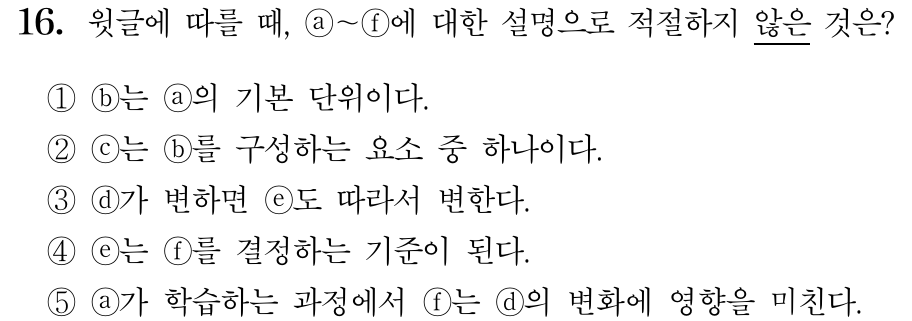 16. 윗글에 따를 때, ⓐ～ⓕ에 대한 설명으로 적절하지 않은 것은?
① ⓑ는 ⓐ의 기본 단위이다.
② ⓒ는 ⓑ를 구성하는 요소 중 하나이다.
③ ⓓ가 변하면 ⓔ도 따라서 변한다.
④ ⓔ는 ⓕ를 결정하는 기준이 된다.
⑤ ⓐ가 학습하는 과정에서 ⓕ는 ⓓ의 변화에 영향을 미친다.